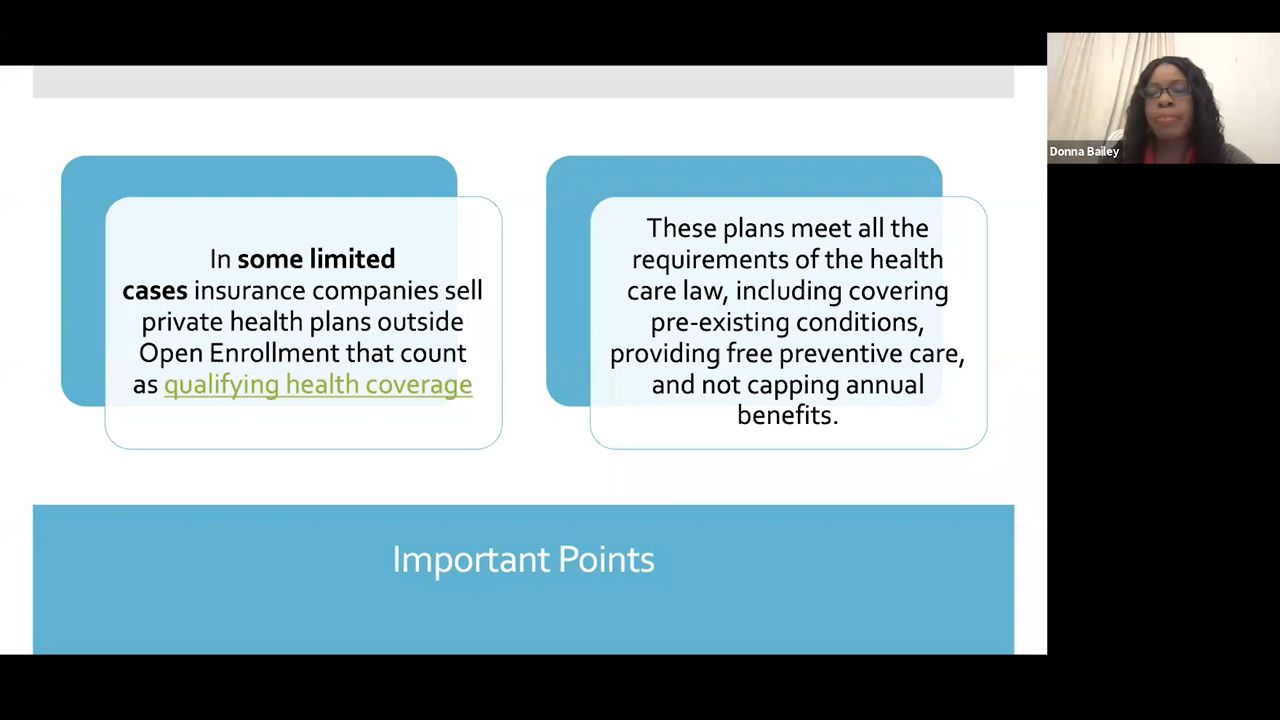 In some limited
cases insurance companies sell
private health plans outside
Open Enrollment that count
as qualifying health coverage
These plans meet all the
requirements of the health
care law, including covering
pre-existing conditions,
providing free preventive care,
and not capping annual
benefits.
Important Points
Donna Bailey